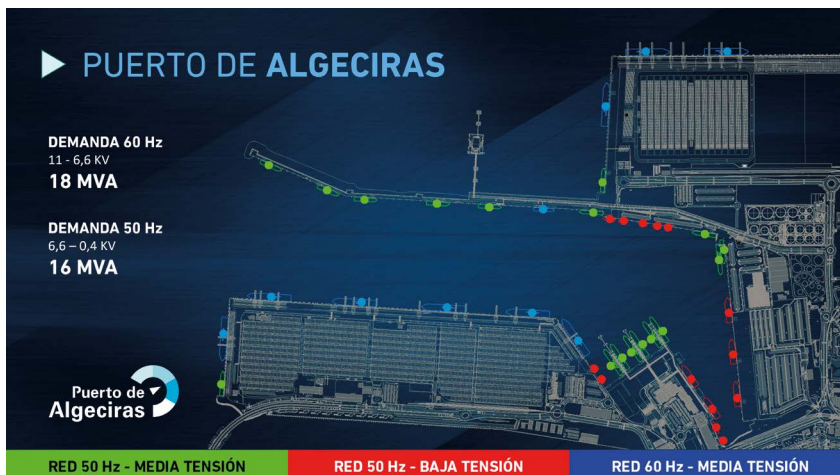 PUERTO DE ALGECIRAS
DEMANDA 60 Hz
11 - 6,6 KV
18 MVA
DEMANDA 50 Hz
6,6 – 0,4 KV
16 MVA
Puerto de
Algeciras
RED 50 Hz - MEDIA TENSIÓN
RED 50 Hz - BAJA TENSIÓN
RED 60 Hz - MEDIA TENSIÓN